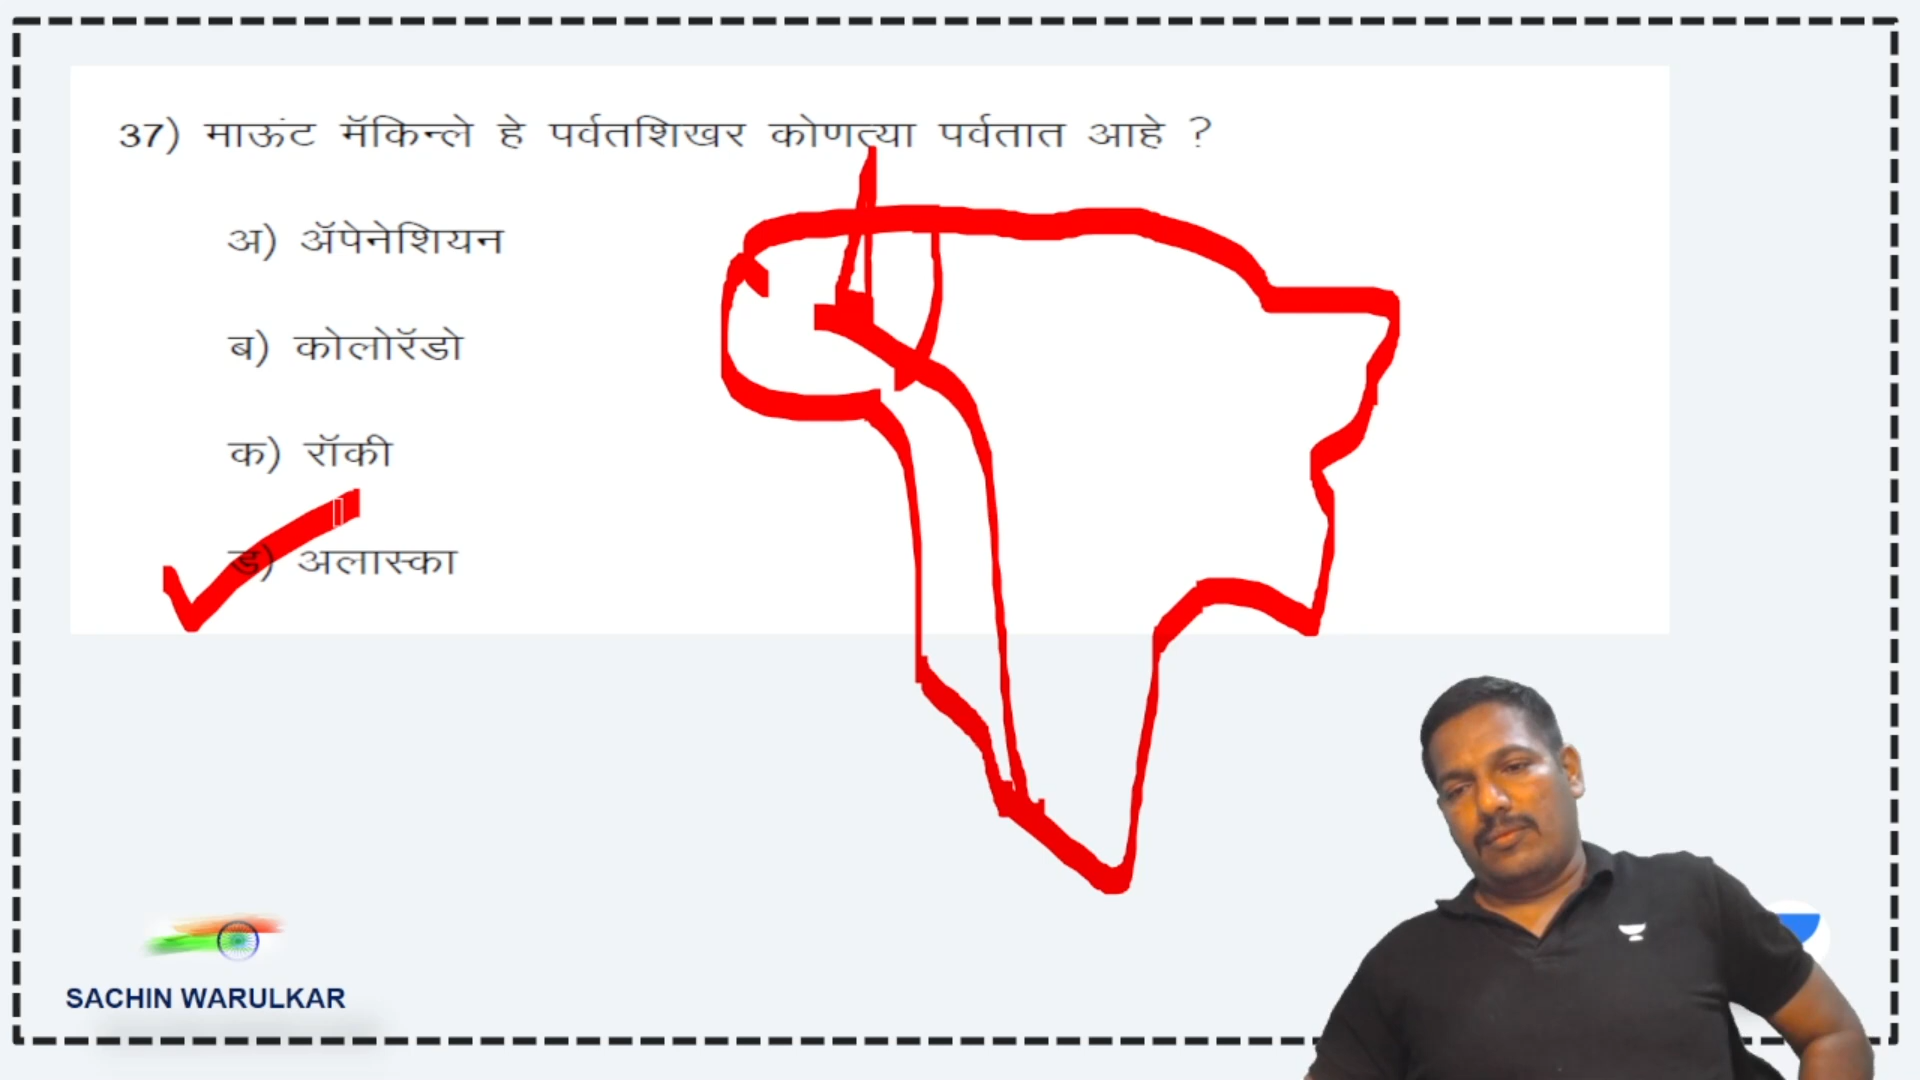 37) माऊंट मॅकिन्ले हे पर्वतशिखर कोणत्या पर्वतात आहे ?
अ) ॲपेनेशियन
ब) कोलोरॅडो
क) रॉकी
ड) अलास्का
SACHIN WARULKAR